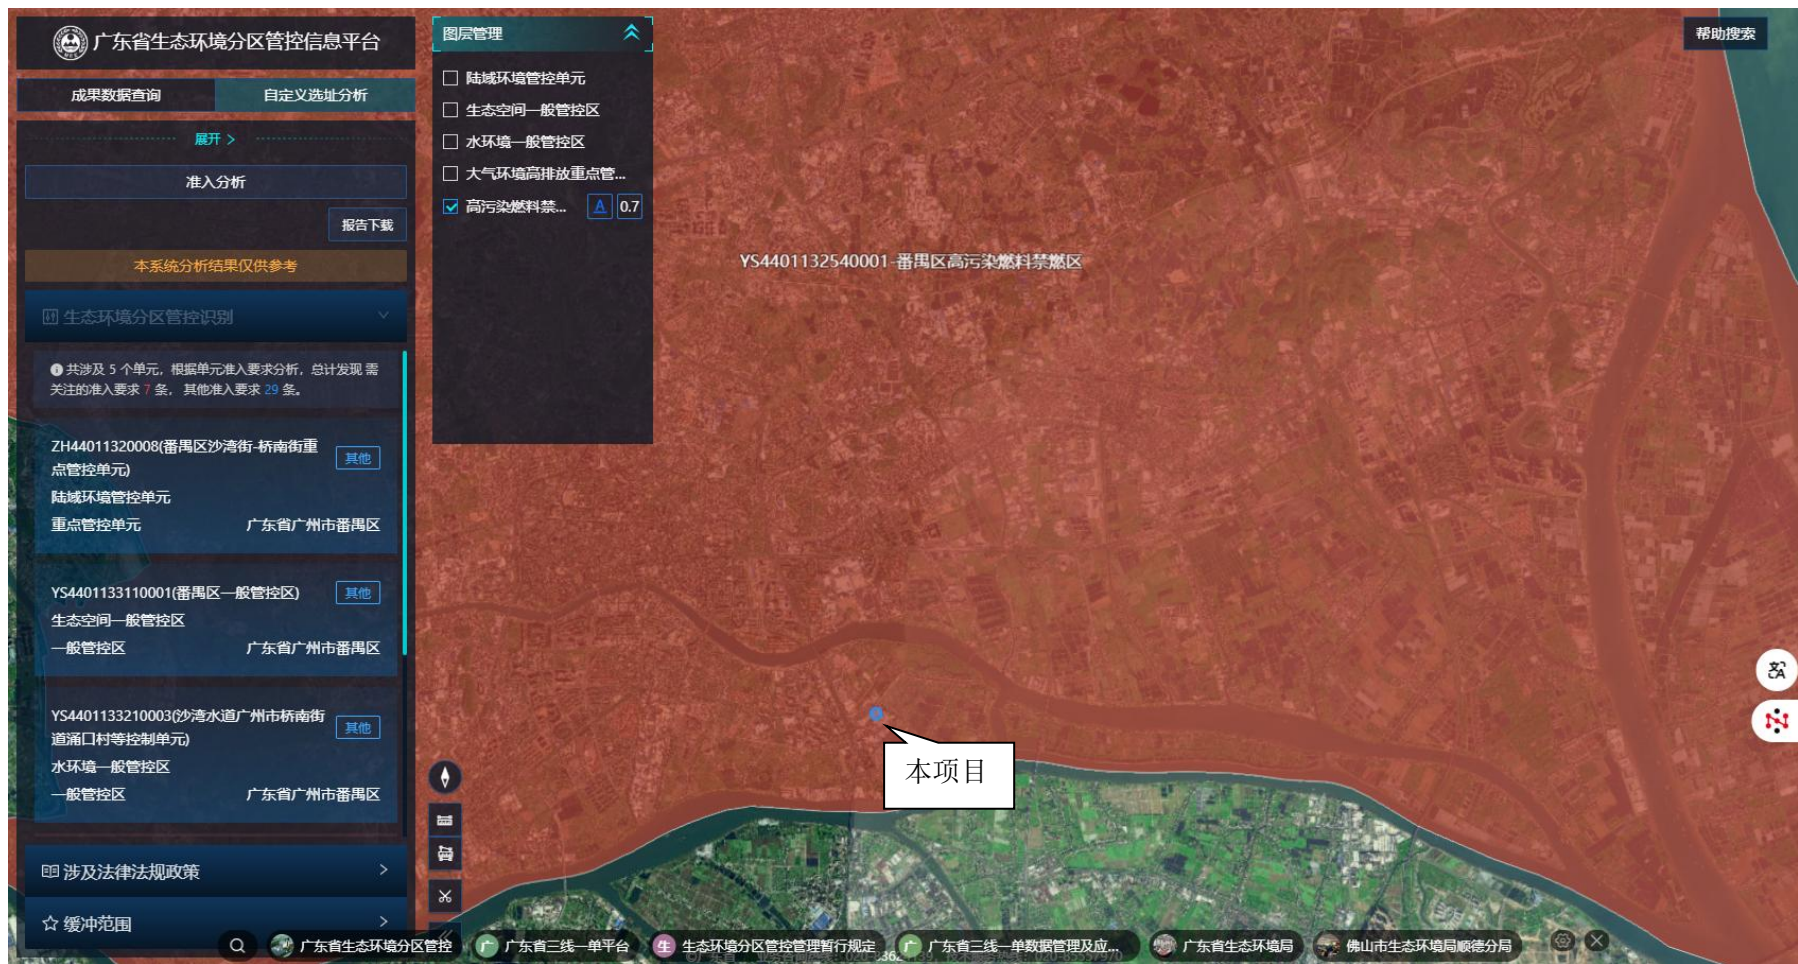 广东省生态环境分区管控信息平台
成果数据查询
自定义选址分析
展开 >
准入分析
报告下载
本系统分析结果仅供参考
生态环境分区管控识别
共涉及 5 个单元，根据单元准入要求分析，总计发现 需
关注的准入要求 7 条， 其他准入要求 29 条。
ZH44011320008(番禺区沙湾街-桥南街重
点管控单元)
其他
陆域环境管控单元
重点管控单元
广东省广州市番禺区
YS4401133110001(番禺区一般管控区)
其他
生态空间一般管控区
一般管控区
广东省广州市番禺区
YS4401133210003(沙湾水道广州市桥南街
道涌口村等控制单元)
其他
水环境一般管控区
一般管控区
广东省广州市番禺区
涉及法律法规政策
缓冲范围
图层管理
陆域环境管控单元
生态空间一般管控区
水环境一般管控区
大气环境高排放重点管...
高污染燃料禁...
A
0.7
帮助搜索
YS4401132540001-番禺区高污染燃料禁燃区
本项目
广东省生态环境分区管控
广 广东省三线一单平台
生 生态环境分区管控管理暂行规定
广 广东省三线一单数据管理及应...
广东省生态环境局
佛山市生态环境局顺德分局